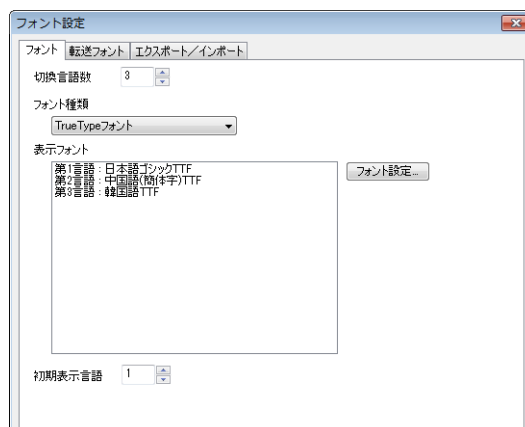 フォント設定
フォント 転送フォント エクスポート／インポート
切換言語数 3
フォント種類
TrueTypeフォント
表示フォント
第1言語：日本語ゴシックTTF
第2言語：中国語(簡体字)TTF
第3言語：韓国語TTF
フォント設定...
初期表示言語 1